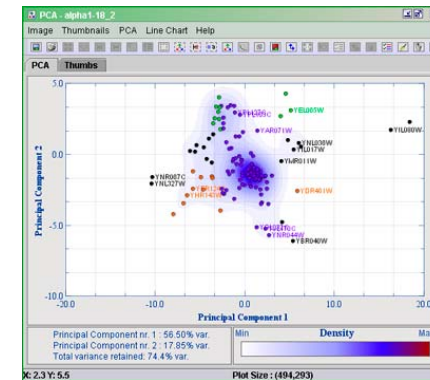 PCA - alpha1-18_2
Image Thumbnails PCA Line Chart Help
PCA Thumbs
5.0
0.0
-5.0
-10.0
Principal Component 2
YEL067W
YAR071W
YIL080W
YNL030W
YIL017W
YMR011W
YNR067C
YNL327W
YNR044W
YBR040W
-20.0 -10.0 0.0 10.0 20.0
Principal Component 1
Principal Component nr. 1 : 56.50% var.
Principal Component nr. 2 : 17.85% var.
Total variance retained: 74.4% var.
Min Density Ma
X: 2.3 Y: 5.5 Plot Size : (494,293)